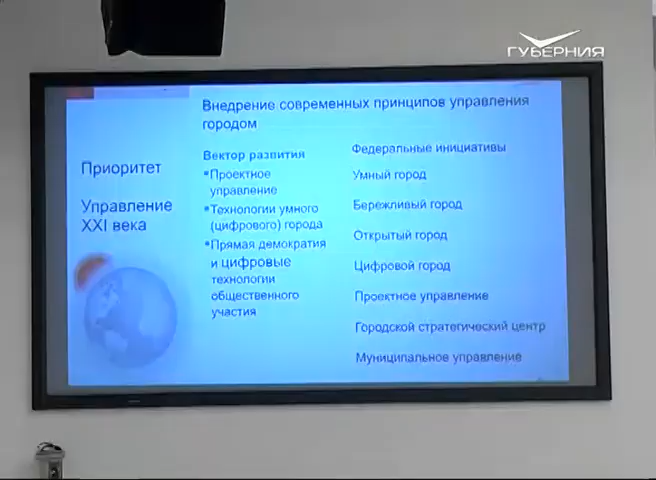 ГУБЕРНИЯ
Внедрение современных принципов управления
городом
Приоритет
Управление
XXI века
Вектор развития
Проектное
управление
Технологии умного
(цифрового) города
Прямая демократия
и цифровые
технологии
общественного
участия
Федеральные инициативы
Умный город
Бережливый город
Открытый город
Цифровой город
Проектное управление
Городской стратегический центр
Муниципальное управление